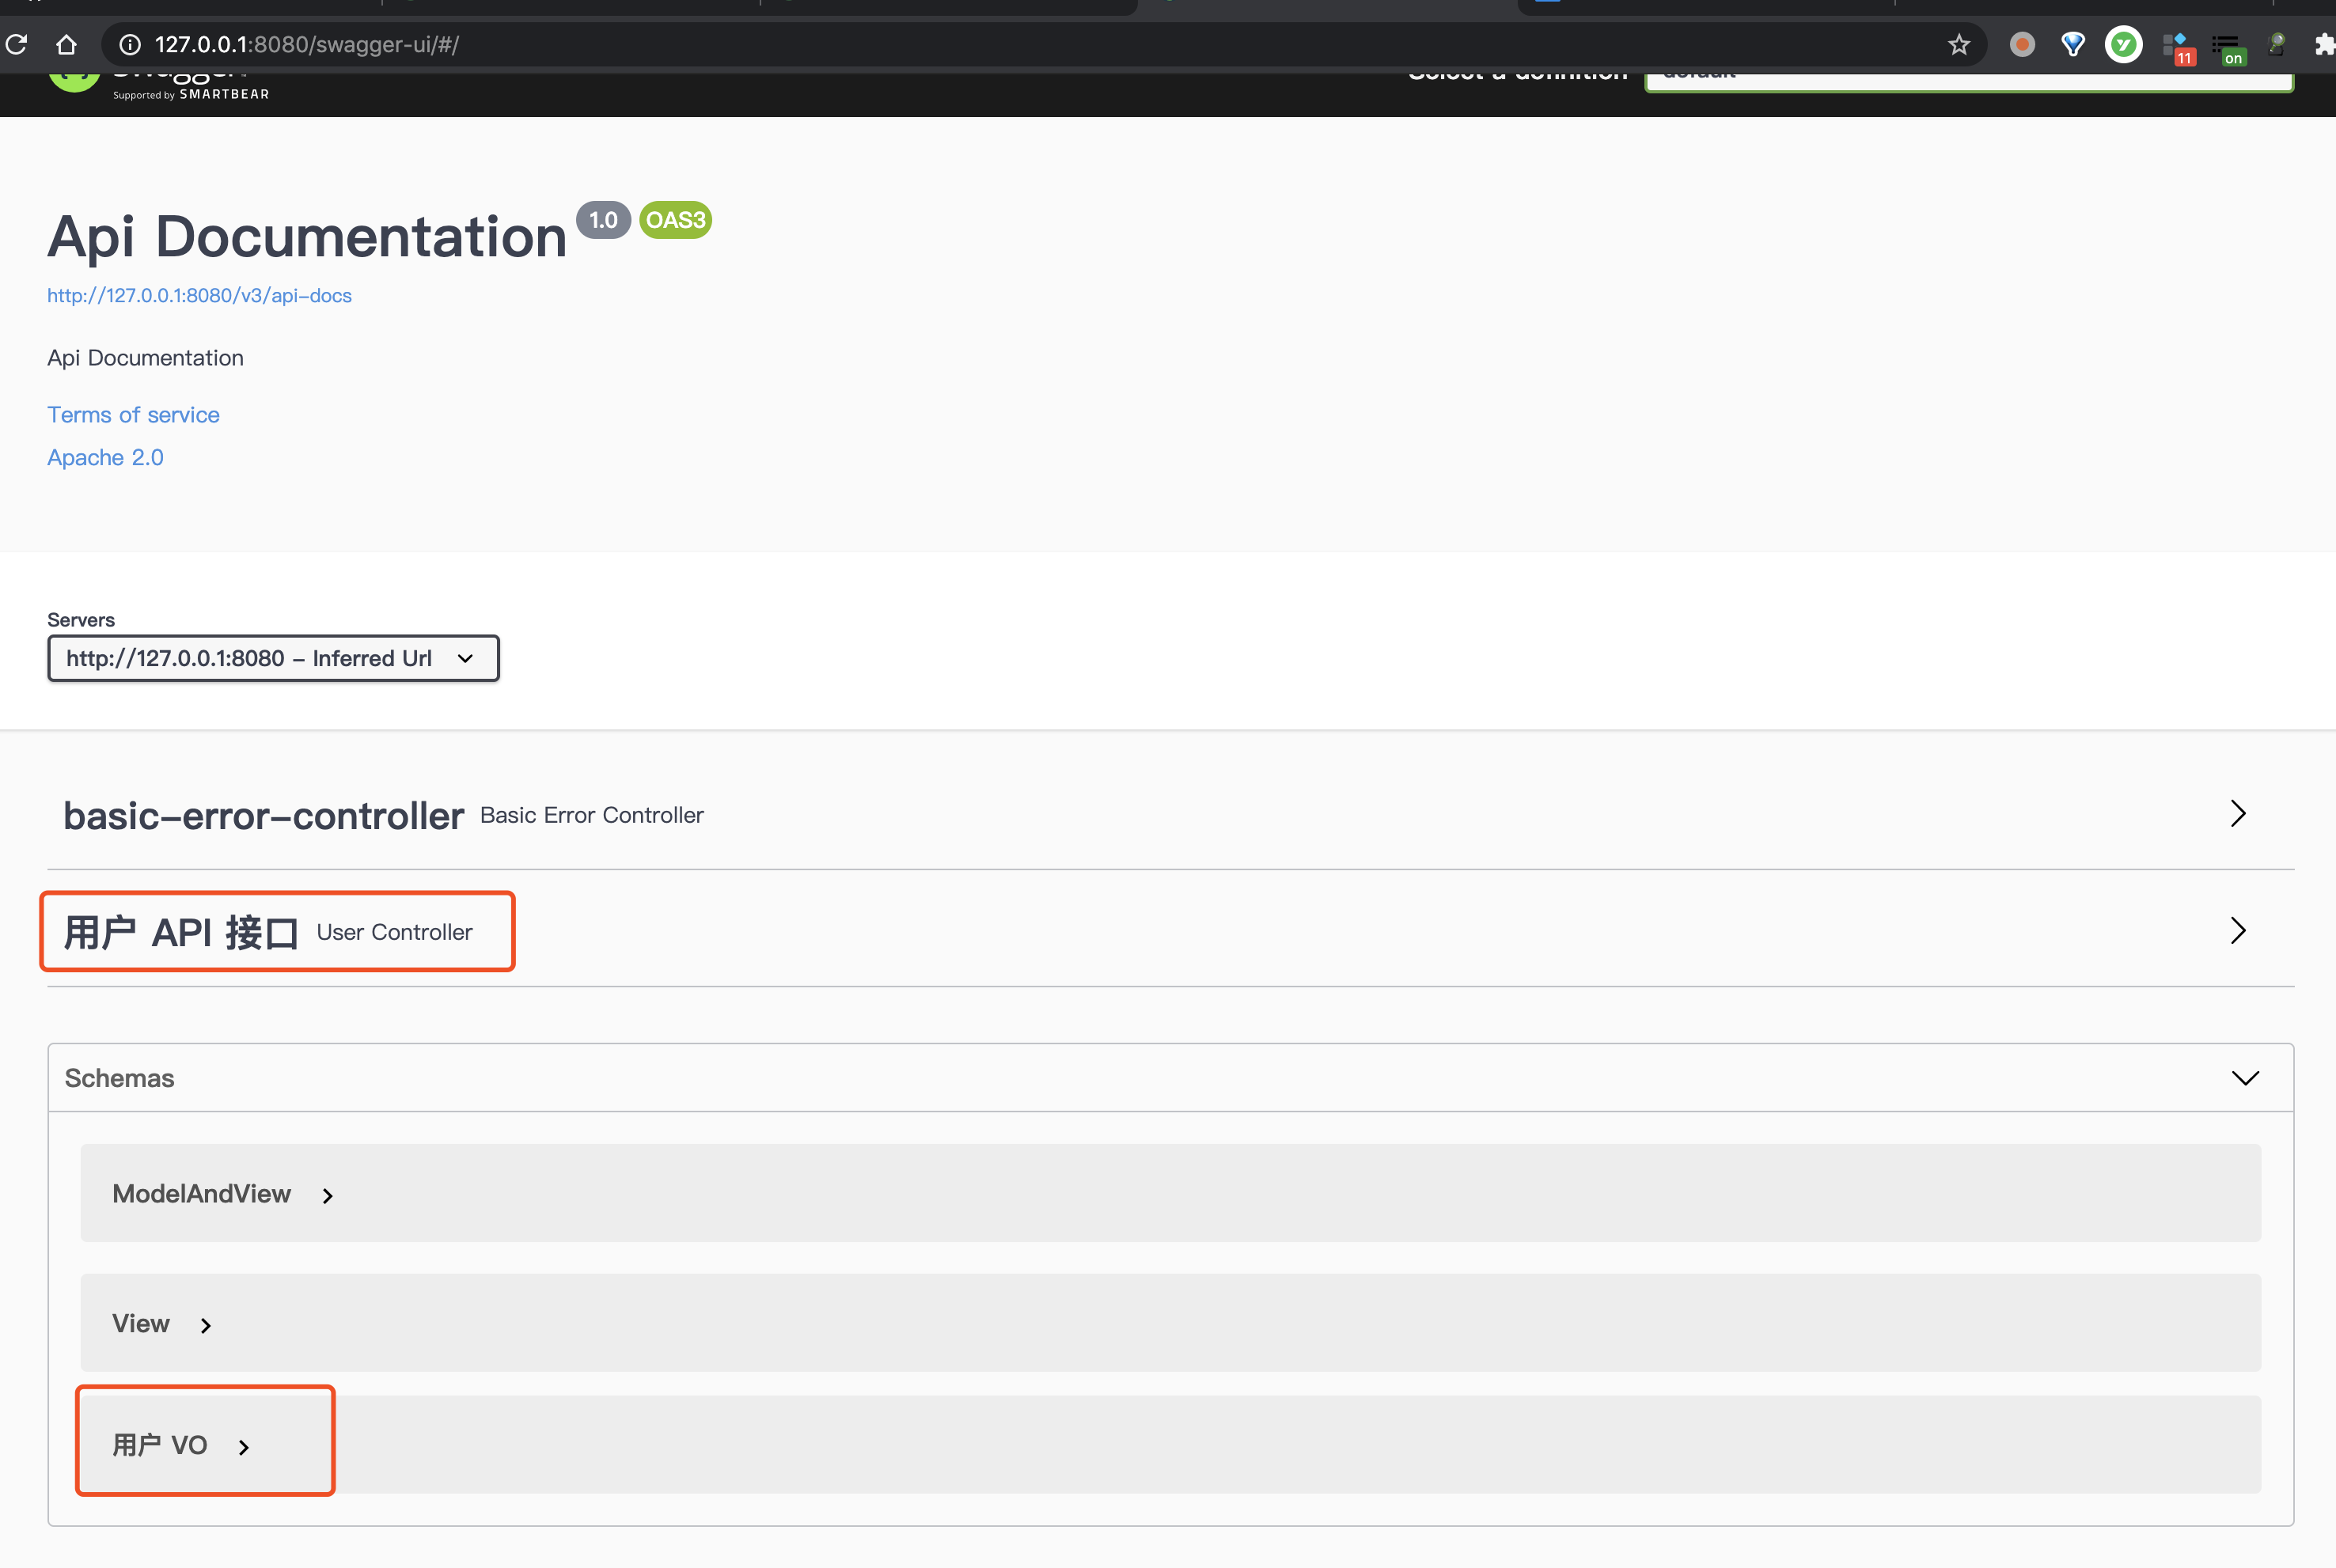 127.0.0.1:8080/swagger-ui/#/
11
on
Supported by SMARTBEAR
Api Documentation 1.0 OAS3
http://127.0.0.1:8080/v3/api-docs
Api Documentation
Terms of service
Apache 2.0
Servers
http://127.0.0.1:8080 – Inferred Url
basic-error-controller Basic Error Controller
用户 API 接口 User Controller
Schemas
ModelAndView
View
用户 VO